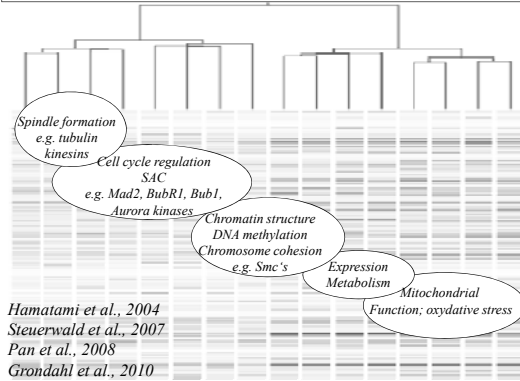 Spindle formation
e.g. tubulin
kinesins
Cell cycle regulation
SAC
e.g. Mad2, BubR1, Bub1,
Aurora kinases
Chromatin structure
DNA methylation
Chromosome cohesion
e.g. Smc's
Expression
Metabolism
Mitochondrial
Function; oxydative stress
Hamatami et al., 2004
Steuerwald et al., 2007
Pan et al., 2008
Grondahl et al., 2010